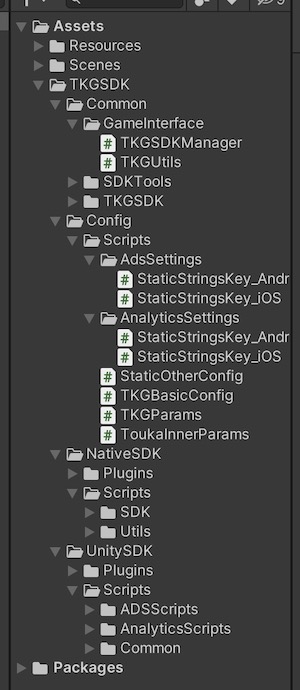 Assets
Resources
Scenes
TKGSDK
Common
GameInterface
TKGSDKManager
TKGUtils
SDKTools
TKGSDK
Config
Scripts
AdsSettings
StaticStringsKey_Andr
StaticStringsKey_iOS
AnalyticsSettings
StaticStringsKey_Andr
StaticStringsKey_iOS
StaticOtherConfig
TKGBasicConfig
TKGParams
ToukaInnerParams
NativeSDK
Plugins
Scripts
SDK
Utils
UnitySDK
Plugins
Scripts
ADSScripts
AnalyticsScripts
Common
Packages